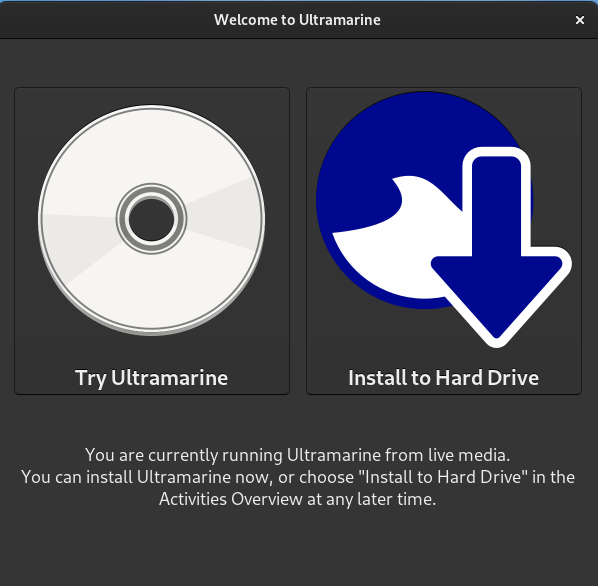 Welcome to Ultramarine
Try Ultramarine
Install to Hard Drive
You are currently running Ultramarine from live media.
You can install Ultramarine now, or choose "Install to Hard Drive" in the
Activities Overview at any later time.